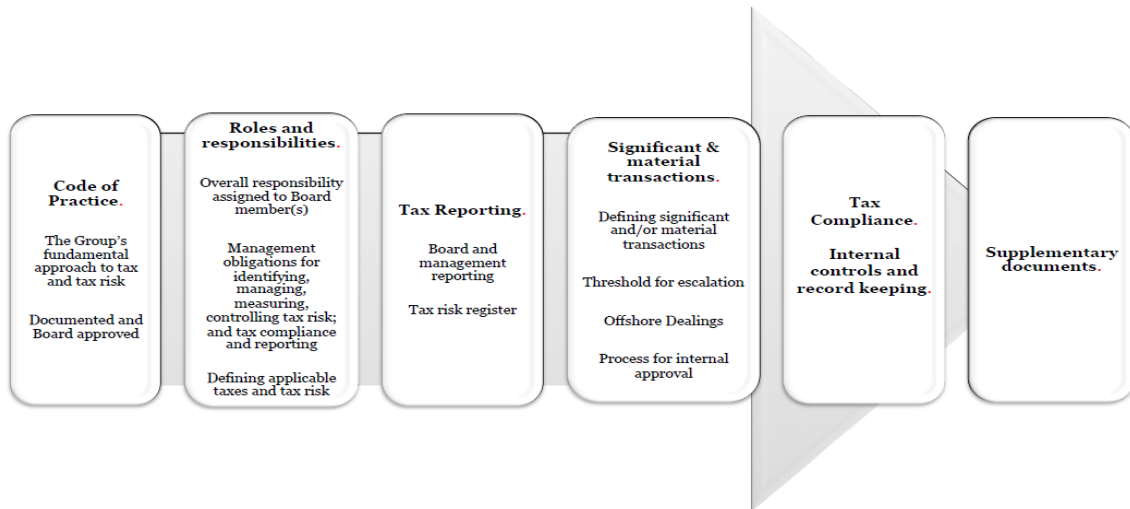 Code of
Practice.
The Group's
fundamental
approach to tax
and tax risk
Documented and
Board approved
Roles and
responsibilities.
Overall responsibility
assigned to Board
member(s)
Management
obligations for
identifying,
managing,
measuring,
controlling tax risk;
and tax compliance
and reporting
Defining applicable
taxes and tax risk
Tax Reporting.
Board and
management
reporting
Tax risk register
Significant &
material
transactions.
Defining significant
and/or material
transactions
Threshold for escalation
Offshore Dealings
Process for internal
approval
Tax
Compliance.
Internal
controls and
record keeping.
Supplementary
documents.